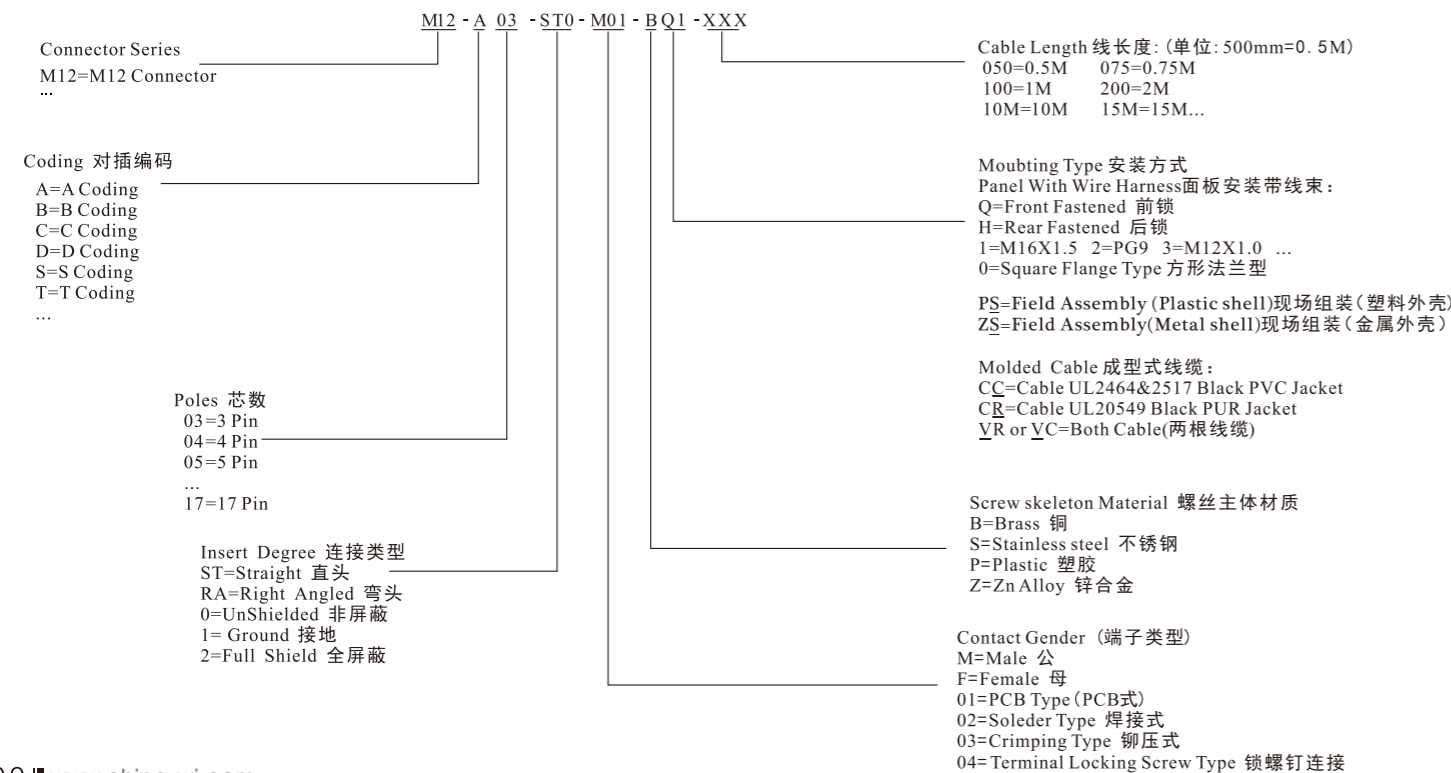 M12 - A 03 - ST0 - M01 - BQ1 -XXX
Connector Series
M12=M12 Connector
...
Coding 对插编码
A=A Coding
B=B Coding
C=C Coding
D=D Coding
S=S Coding
T=T Coding
...
Poles 芯数
03=3 Pin
04=4 Pin
05=5 Pin
...
17=17 Pin
Insert Degree 连接类型
ST=Straight 直头
RA=Right Angled 弯头
0=UnShielded 非屏蔽
1= Ground 接地
2=Full Shield 全屏蔽
Cable Length 线长度: (单位: 500mm=0. 5M)
050=0.5M 075=0.75M
100=1M 200=2M
10M=10M 15M=15M...
Moubting Type 安装方式
Panel With Wire Harness面板安装带线束：
Q=Front Fastened 前锁
H=Rear Fastened 后锁
1=M16X1.5 2=PG9 3=M12X1.0 ...
0=Square Flange Type 方形法兰型
PS=Field Assembly (Plastic shell)现场组装（塑料外壳）
ZS=Field Assembly(Metal shell)现场组装（金属外壳）
Molded Cable 成型式线缆：
CC=Cable UL2464&2517 Black PVC Jacket
CR=Cable UL20549 Black PUR Jacket
VR or VC=Both Cable(两根线缆)
Screw skeleton Material 螺丝主体材质
B=Brass 铜
S=Stainless steel 不锈钢
P=Plastic 塑胶
Z=Zn Alloy 锌合金
Contact Gender (端子类型)
M=Male 公
F=Female 母
01=PCB Type (PCB式)
02=Soleder Type 焊接式
03=Crimping Type 铆压式
04=Terminal Locking Screw Type 锁螺钉连接